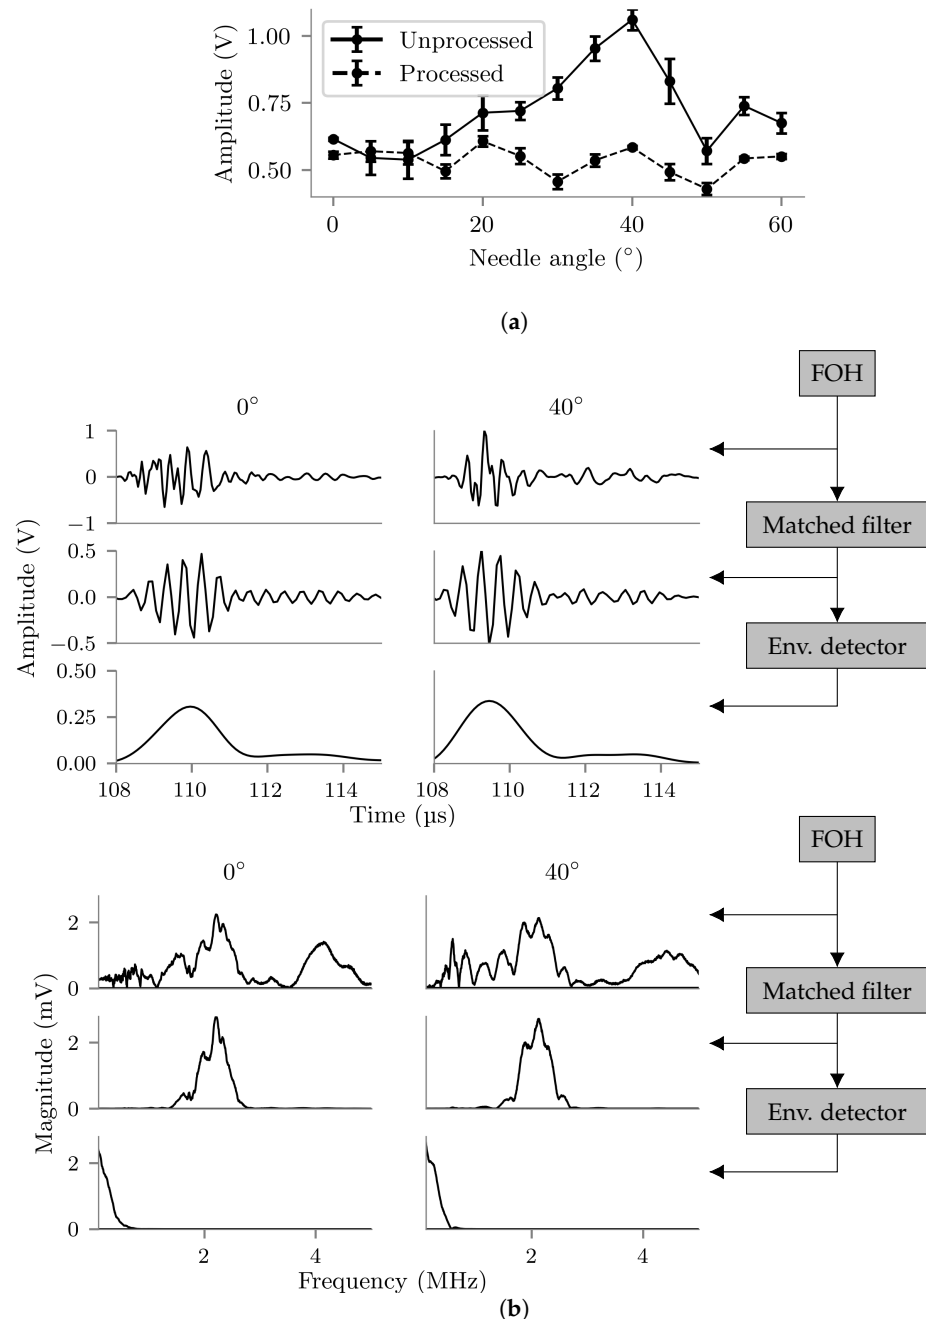 Amplitude (V)
1.00
0.75
0.50
Unprocessed
Processed
0 20 40 60
Needle angle (°)
(a)
FOH
0° 40°
Amplitude (V)
1
0
−1
Matched filter
0.5
0.0
−0.5
Env. detector
0.50
0.25
0.00
108 110 112 114 108 110 112 114
Time (µs)
FOH
0° 40°
Magnitude (mV)
2
0
Matched filter
2
0
Env. detector
2
0
2 4 2 4
Frequency (MHz)
(b)